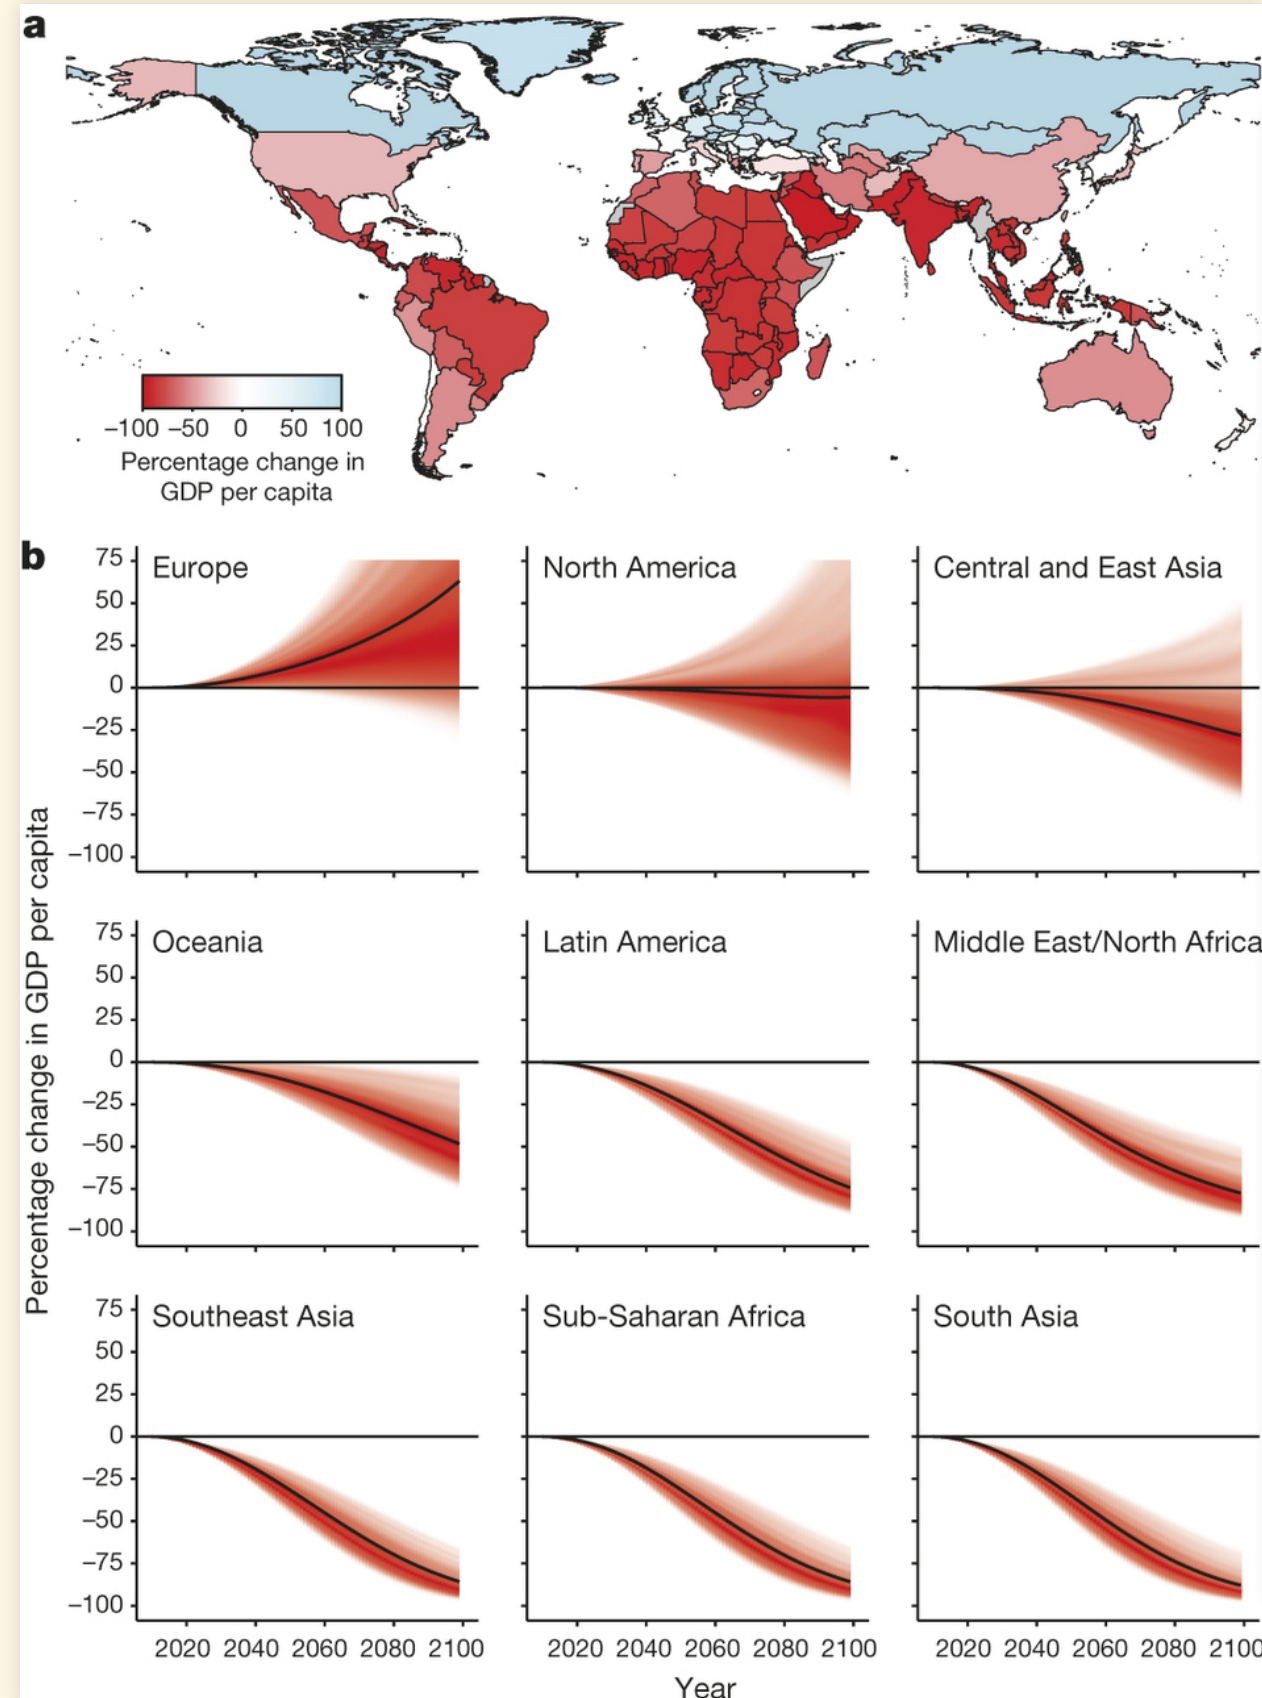 a
−100 −50 0 50 100
Percentage change in
GDP per capita
b
Percentage change in GDP per capita
75
50
25
0
−25
−50
−75
−100
Europe
North America
Central and East Asia
75
50
25
0
−25
−50
−75
−100
Oceania
Latin America
Middle East/North Africa
75
50
25
0
−25
−50
−75
−100
Southeast Asia
Sub-Saharan Africa
South Asia
2020 2040 2060 2080 2100
2020 2040 2060 2080 2100
2020 2040 2060 2080 2100
Year